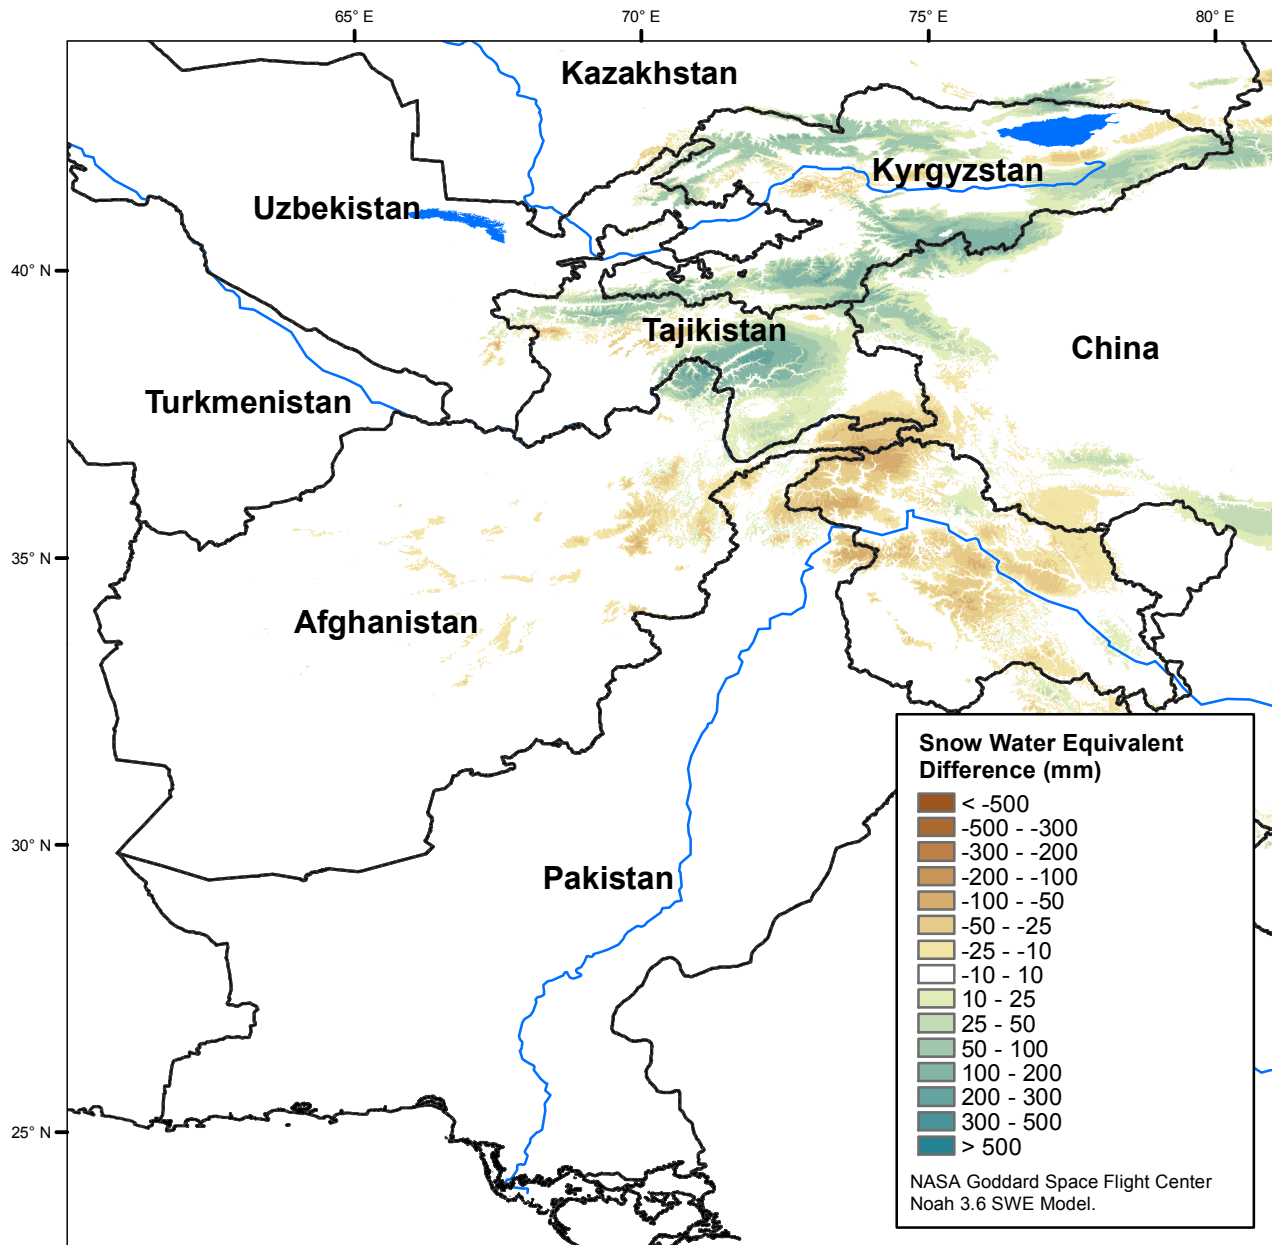 65° E
70° E
75° E
80° E
Kazakhstan
Kyrgyzstan
Uzbekistan
40° N
Tajikistan
China
Turkmenistan
35° N
Afghanistan
Snow Water Equivalent
Difference (mm)
< -500
-500 - -300
-300 - -200
-200 - -100
-100 - -50
-50 - -25
-25 - -10
-10 - 10
10 - 25
25 - 50
50 - 100
100 - 200
200 - 300
300 - 500
> 500
30° N
Pakistan
25° N
NASA Goddard Space Flight Center
Noah 3.6 SWE Model.